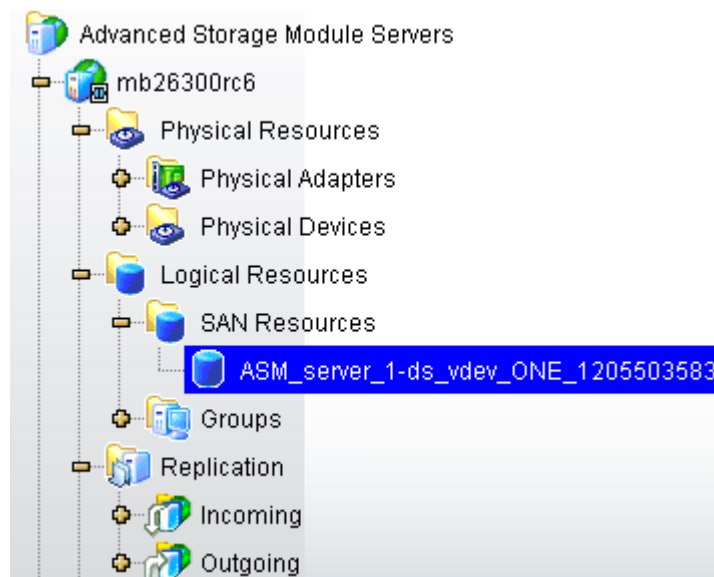 Advanced Storage Module Servers
mb26300rc6
Physical Resources
Physical Adapters
Physical Devices
Logical Resources
SAN Resources
ASM_server_1-ds_vdev_ONE_1205503583
Groups
Replication
Incoming
Outgoing